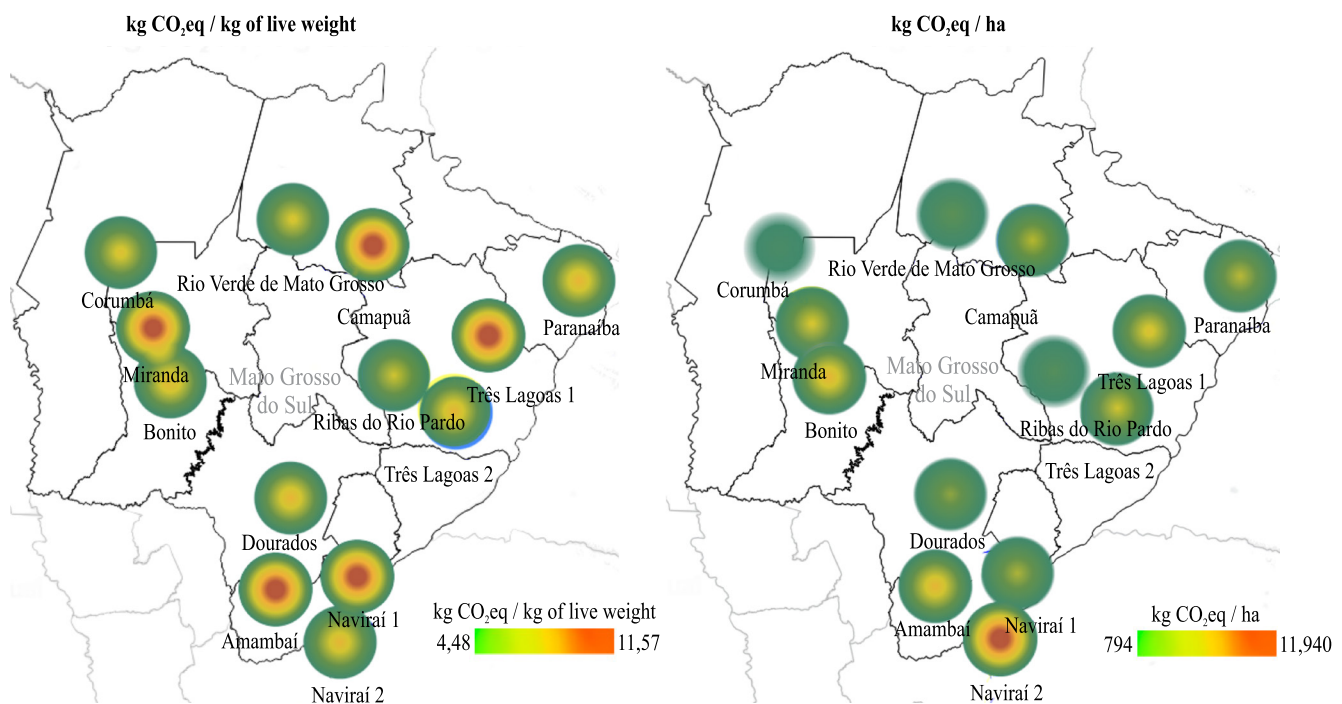 kg CO₂eq / kg of live weight
Corumbá
Rio Verde de Mato Grosso
Camapuã
Paranaíba
Miranda
Mato Grosso
do Sul
Três Lagoas 1
Bonito
Ribas do Rio Pardo
Três Lagoas 2
Dourados
Amambaí
Naviraí 1
Naviraí 2
kg CO₂eq / kg of live weight
4,48
11,57
kg CO₂eq / ha
Corumbá
Rio Verde de Mato Grosso
Camapuã
Paranaíba
Miranda
Mato Grosso
do Sul
Três Lagoas 1
Bonito
Ribas do Rio Pardo
Três Lagoas 2
Dourados
Amambaí
Naviraí 1
Naviraí 2
kg CO₂eq / ha
794
11,940